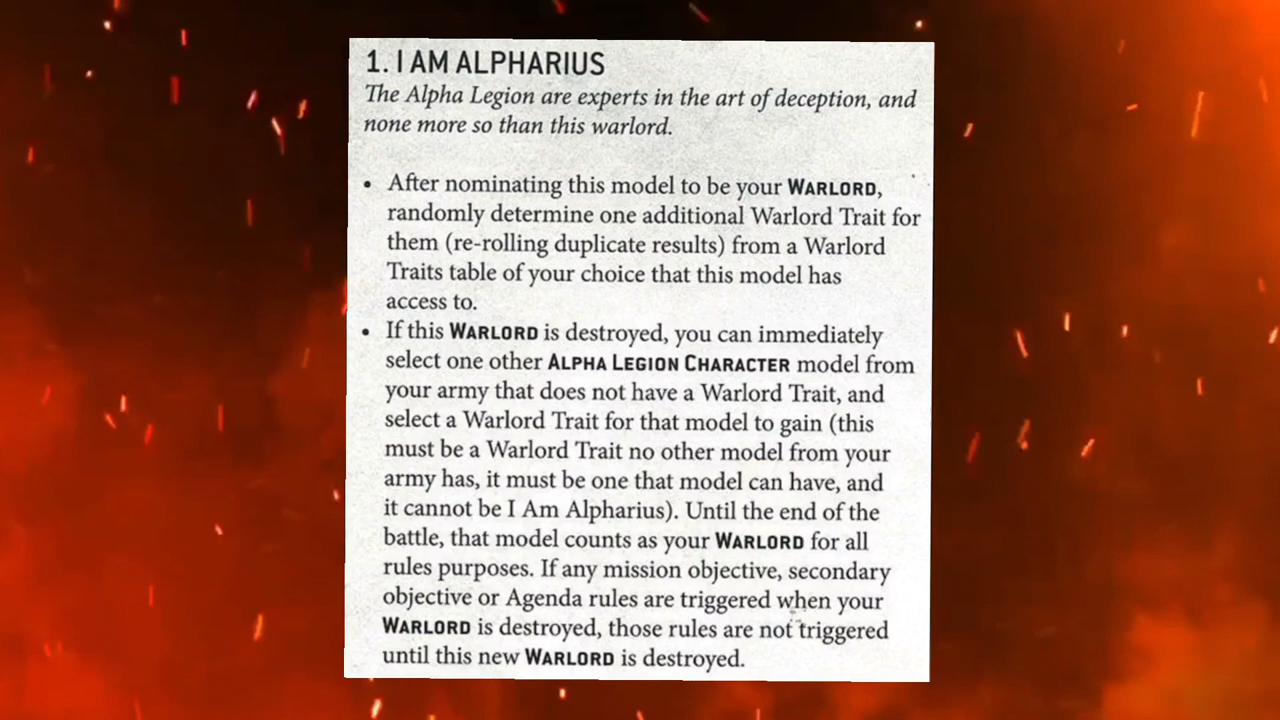 1. I AM ALPHARIUS
The Alpha Legion are experts in the art of deception, and
none more so than this warlord.
• After nominating this model to be your WARLORD,
randomly determine one additional Warlord Trait for
them (re-rolling duplicate results) from a Warlord
Traits table of your choice that this model has
access to.
• If this WARLORD is destroyed, you can immediately
select one other ALPHA LEGION CHARACTER model from
your army that does not have a Warlord Trait, and
select a Warlord Trait for that model to gain (this
must be a Warlord Trait no other model from your
army has, it must be one that model can have, and
it cannot be I Am Alpharius). Until the end of the
battle, that model counts as your WARLORD for all
rules purposes. If any mission objective, secondary
objective or Agenda rules are triggered when your
WARLORD is destroyed, those rules are not triggered
until this new WARLORD is destroyed.